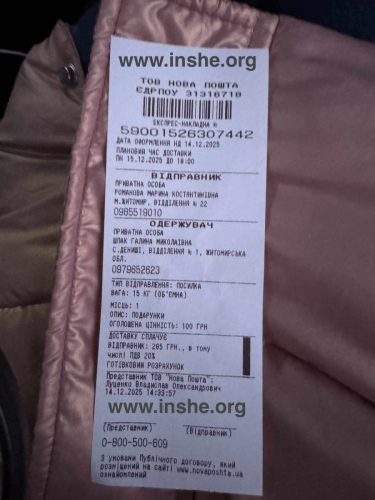 www.inshe.org
ТОВ НОВА ПОШТА
ЄДРПОУ 31316718
ЕКСПРЕС-НАКЛАДНА №
59001526307442
ДАТА ОФОРМЛЕННЯ НД 14.12.2025
ПЛАНОВИЙ ЧАС ДОСТАВКИ
ПН 15.12.2025 ДО 18:00
ВІДПРАВНИК
ПРИВАТНА ОСОБА
РОМАНОВА МАРИНА КОСТЯНТИНІВНА
М.ЖИТОМИР, ВІДДІЛЕННЯ № 22
0985519010
ОДЕРЖУВАЧ
ПРИВАТНА ОСОБА
ШПАК ГАЛИНА МИКОЛАЇВНА
С.ДЕНИШІ, ВІДДІЛЕННЯ № 1, ЖИТОМИРСЬКА
ОБЛ.
0979652623
ТИП ВІДПРАВЛЕННЯ: ПОСИЛКА
ВАГА: 15 КГ (ОБ'ЄМНА)
МІСЦЬ: 1
ОПИС: ПОДАРУНКИ
ОГОЛОШЕНА ЦІННІСТЬ: 100 ГРН
ДОСТАВКУ СПЛАЧУЄ
ВІДПРАВНИК: 285 ГРН., в тому
числі ПДВ 20%
ГОТІВКОВИЙ РОЗРАХУНОК
Представник ТОВ "Нова Пошта":
Луценко Владислав Олександрович
14.12.2025 14:33:57
www.inshe.org
(Представник) (Відправник)
0-800-500-609
З умовами Публічного договору, який
розміщений на сайті www.novaposhta.ua
ознайомлений